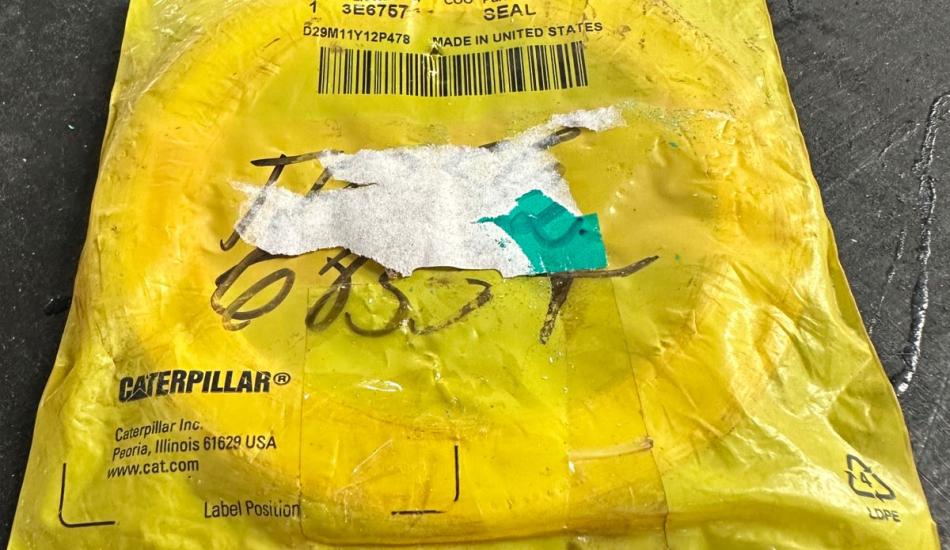 1 3E6757 SEAL
D29M11Y12P478 MADE IN UNITED STATES
CATERPILLAR®
Caterpillar Inc.
Peoria, Illinois 61629 USA
www.cat.com
Label Position
4
LDPE